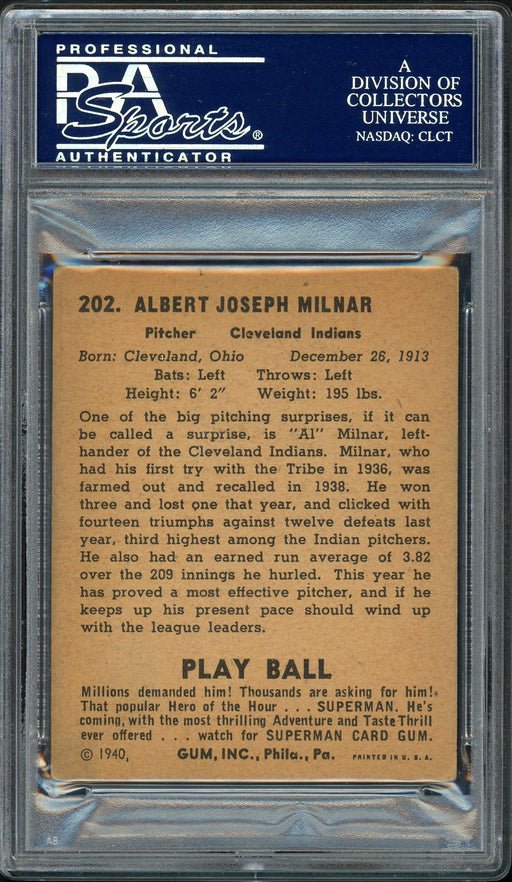 PROFESSIONAL
PSA
Sports®
AUTHENTICATOR
A
DIVISION OF
COLLECTORS
UNIVERSE
NASDAQ: CLCT
202. ALBERT JOSEPH MILNAR
Pitcher Cleveland Indians
Born: Cleveland, Ohio December 26, 1913
Bats: Left Throws: Left
Height: 6' 2" Weight: 195 lbs.
One of the big pitching surprises, if it can
be called a surprise, is "Al" Milnar, left-
hander of the Cleveland Indians. Milnar, who
had his first try with the Tribe in 1936, was
farmed out and recalled in 1938. He won
three and lost one that year, and clicked with
fourteen triumphs against twelve defeats last
year, third highest among the Indian pitchers.
He also had an earned run average of 3.82
over the 209 innings he hurled. This year he
has proved a most effective pitcher, and if he
keeps up his present pace should wind up
with the league leaders.
PLAY BALL
Millions demanded him! Thousands are asking for him!
That popular Hero of the Hour . . . SUPERMAN. He's
coming, with the most thrilling Adventure and Taste Thrill
ever offered . . . watch for SUPERMAN CARD GUM.
© 1940, GUM, INC., Phila., Pa. PRINTED IN U. S. A.